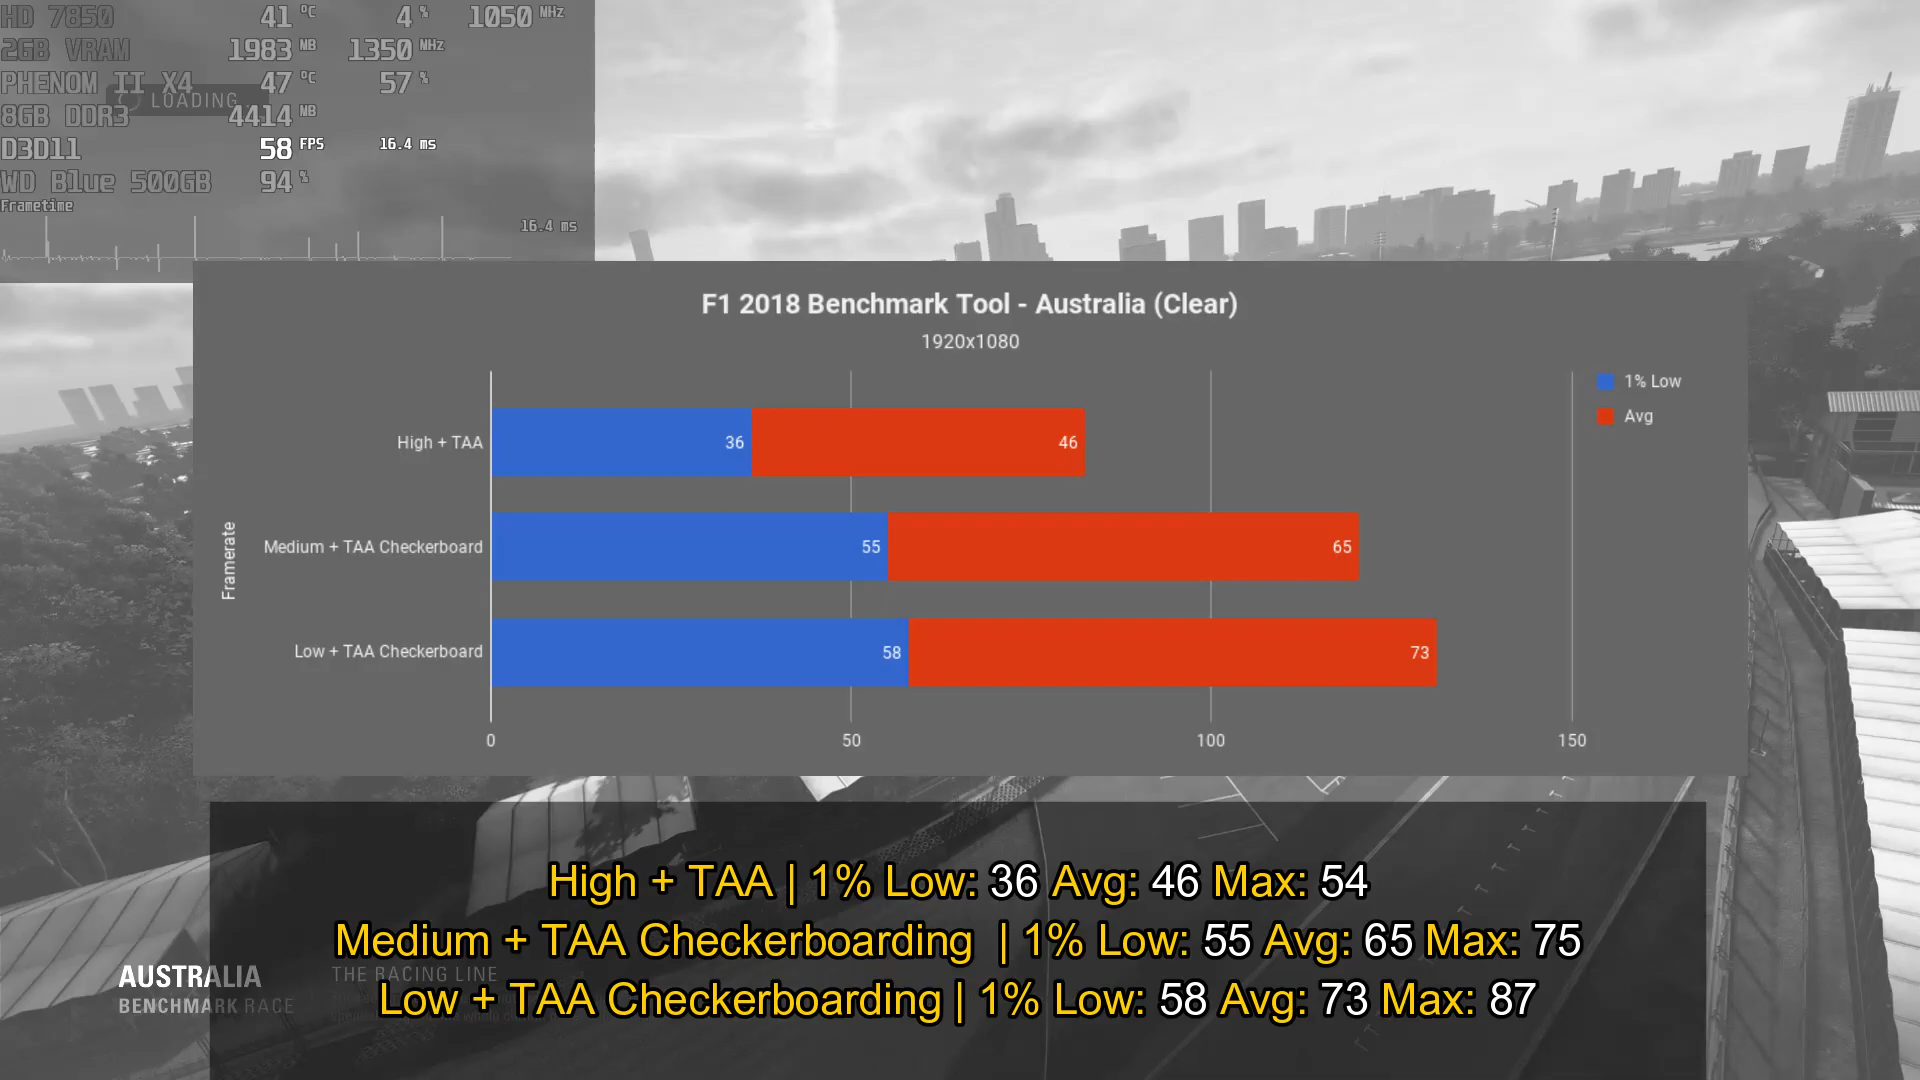 HD 7850 41 °C 4 % 1050 MHz
2GB VRAM 1983 MB 1350 MHz
PHENOM II X4 47 °C 57 %
LOADING
8GB DDR3 4414 MB
D3D11 58 FPS 16.4 ms
WD Blue 500GB 94 %
Frametime
16.4 ms
F1 2018 Benchmark Tool - Australia (Clear)
1920x1080
1% Low
Avg
High + TAA 36 46
Medium + TAA Checkerboard 55 65
Low + TAA Checkerboard 58 73
Framerate
0 50 100 150
High + TAA | 1% Low: 36 Avg: 46 Max: 54
Medium + TAA Checkerboarding | 1% Low: 55 Avg: 65 Max: 75
Low + TAA Checkerboarding | 1% Low: 58 Avg: 73 Max: 87
AUSTRALIA
BENCHMARK RACE
THE RACING LINE